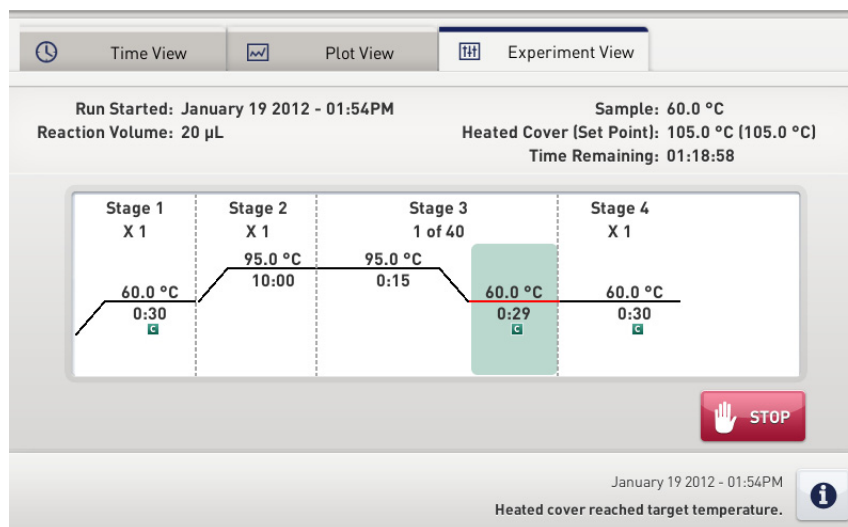 Time View
Plot View
Experiment View
Run Started: January 19 2012 - 01:54PM
Reaction Volume: 20 µL
Sample: 60.0 °C
Heated Cover (Set Point): 105.0 °C (105.0 °C)
Time Remaining: 01:18:58
Stage 1
X 1
Stage 2
X 1
Stage 3
1 of 40
Stage 4
X 1
60.0 °C
0:30
C
95.0 °C
10:00
95.0 °C
0:15
60.0 °C
0:29
C
60.0 °C
0:30
C
STOP
January 19 2012 - 01:54PM
Heated cover reached target temperature.